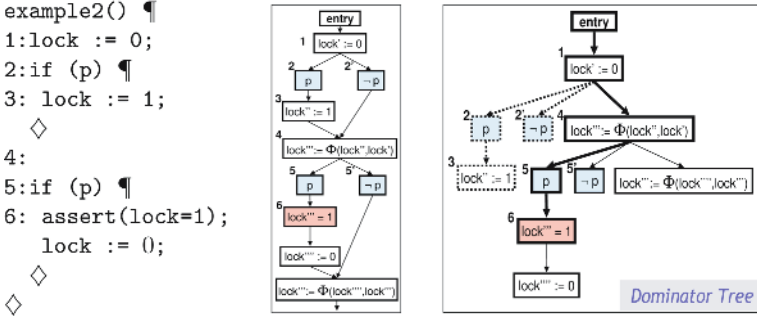 example2() ¶
1:lock := 0;
2:if (p) ¶
3: lock := 1;
◇
4:
5:if (p) ¶
6: assert(lock=1);
lock := 0;
◇
◇
entry
1 lock' := 0
2 p 2' ¬ p
3 lock'' := 1
4 lock''':= Φ(lock'',lock')
5 p 5' ¬ p
6 lock''' = 1
lock'''' := 0
lock''':= Φ(lock'''',lock''')
entry
1 lock' := 0
2 p 2' ¬ p 4 lock''':= Φ(lock'',lock')
3 lock'' := 1 5 p 5' ¬ p lock''':= Φ(lock'''',lock''')
6 lock''' = 1
lock'''' := 0
Dominator Tree